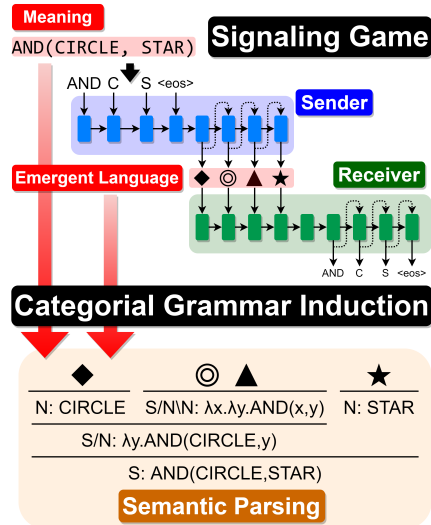 Meaning
AND(CIRCLE, STAR)
Signaling Game
AND C S <eos>
Sender
Emergent Language
◆ ◎ ▲ ★
Receiver
AND C S <eos>
Categorial Grammar Induction
◆ ◎ ▲ ★
N: CIRCLE S/N\N: λx.λy.AND(x,y) N: STAR
S/N: λy.AND(CIRCLE,y)
S: AND(CIRCLE,STAR)
Semantic Parsing